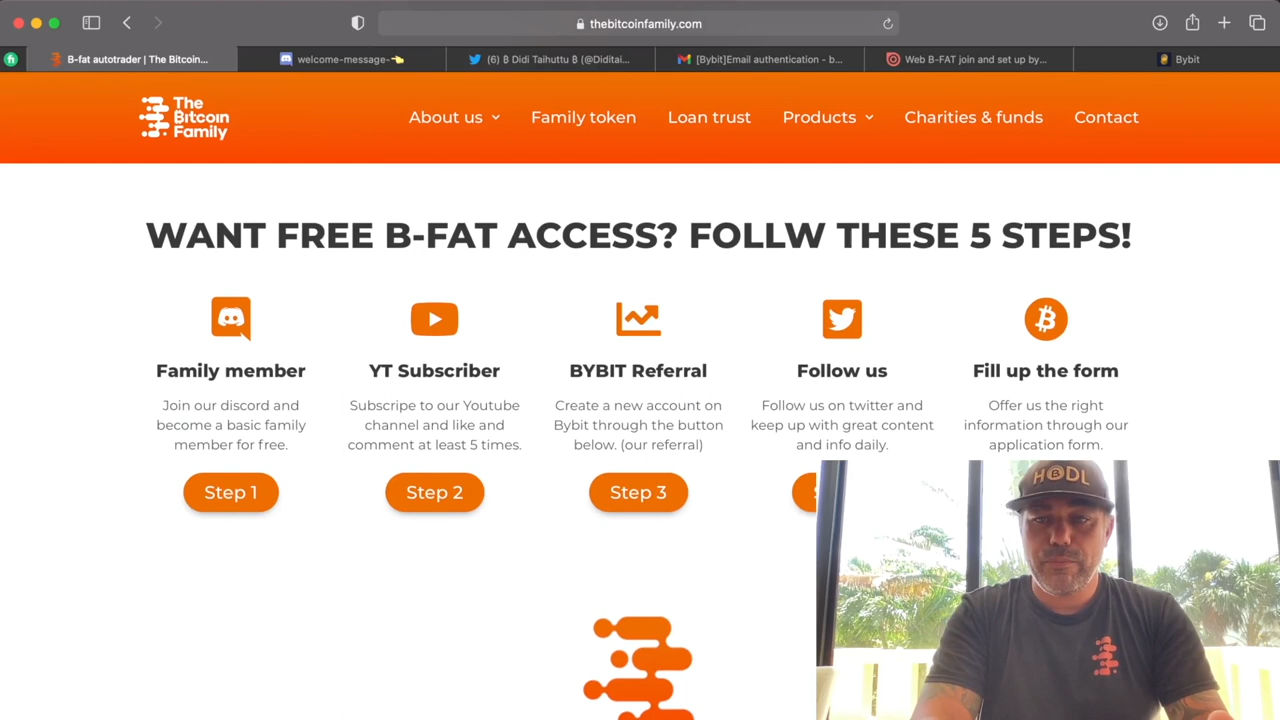 thebitcoinfamily.com
B-fat autotrader | The Bitcoin...
welcome-message-👈
(6) ₿ Didi Taihuttu ₿ (@Diditai...
[Bybit]Email authentication - b...
Web B-FAT join and set up by...
Bybit
The
Bitcoin
Family
About us
Family token
Loan trust
Products
Charities & funds
Contact
WANT FREE B-FAT ACCESS? FOLLW THESE 5 STEPS!
Family member
Join our discord and
become a basic family
member for free.
Step 1
YT Subscriber
Subscripe to our Youtube
channel and like and
comment at least 5 times.
Step 2
BYBIT Referral
Create a new account on
Bybit through the button
below. (our referral)
Step 3
Follow us
Follow us on twitter and
keep up with great content
and info daily.
Fill up the form
Offer us the right
information through our
application form.
HODL